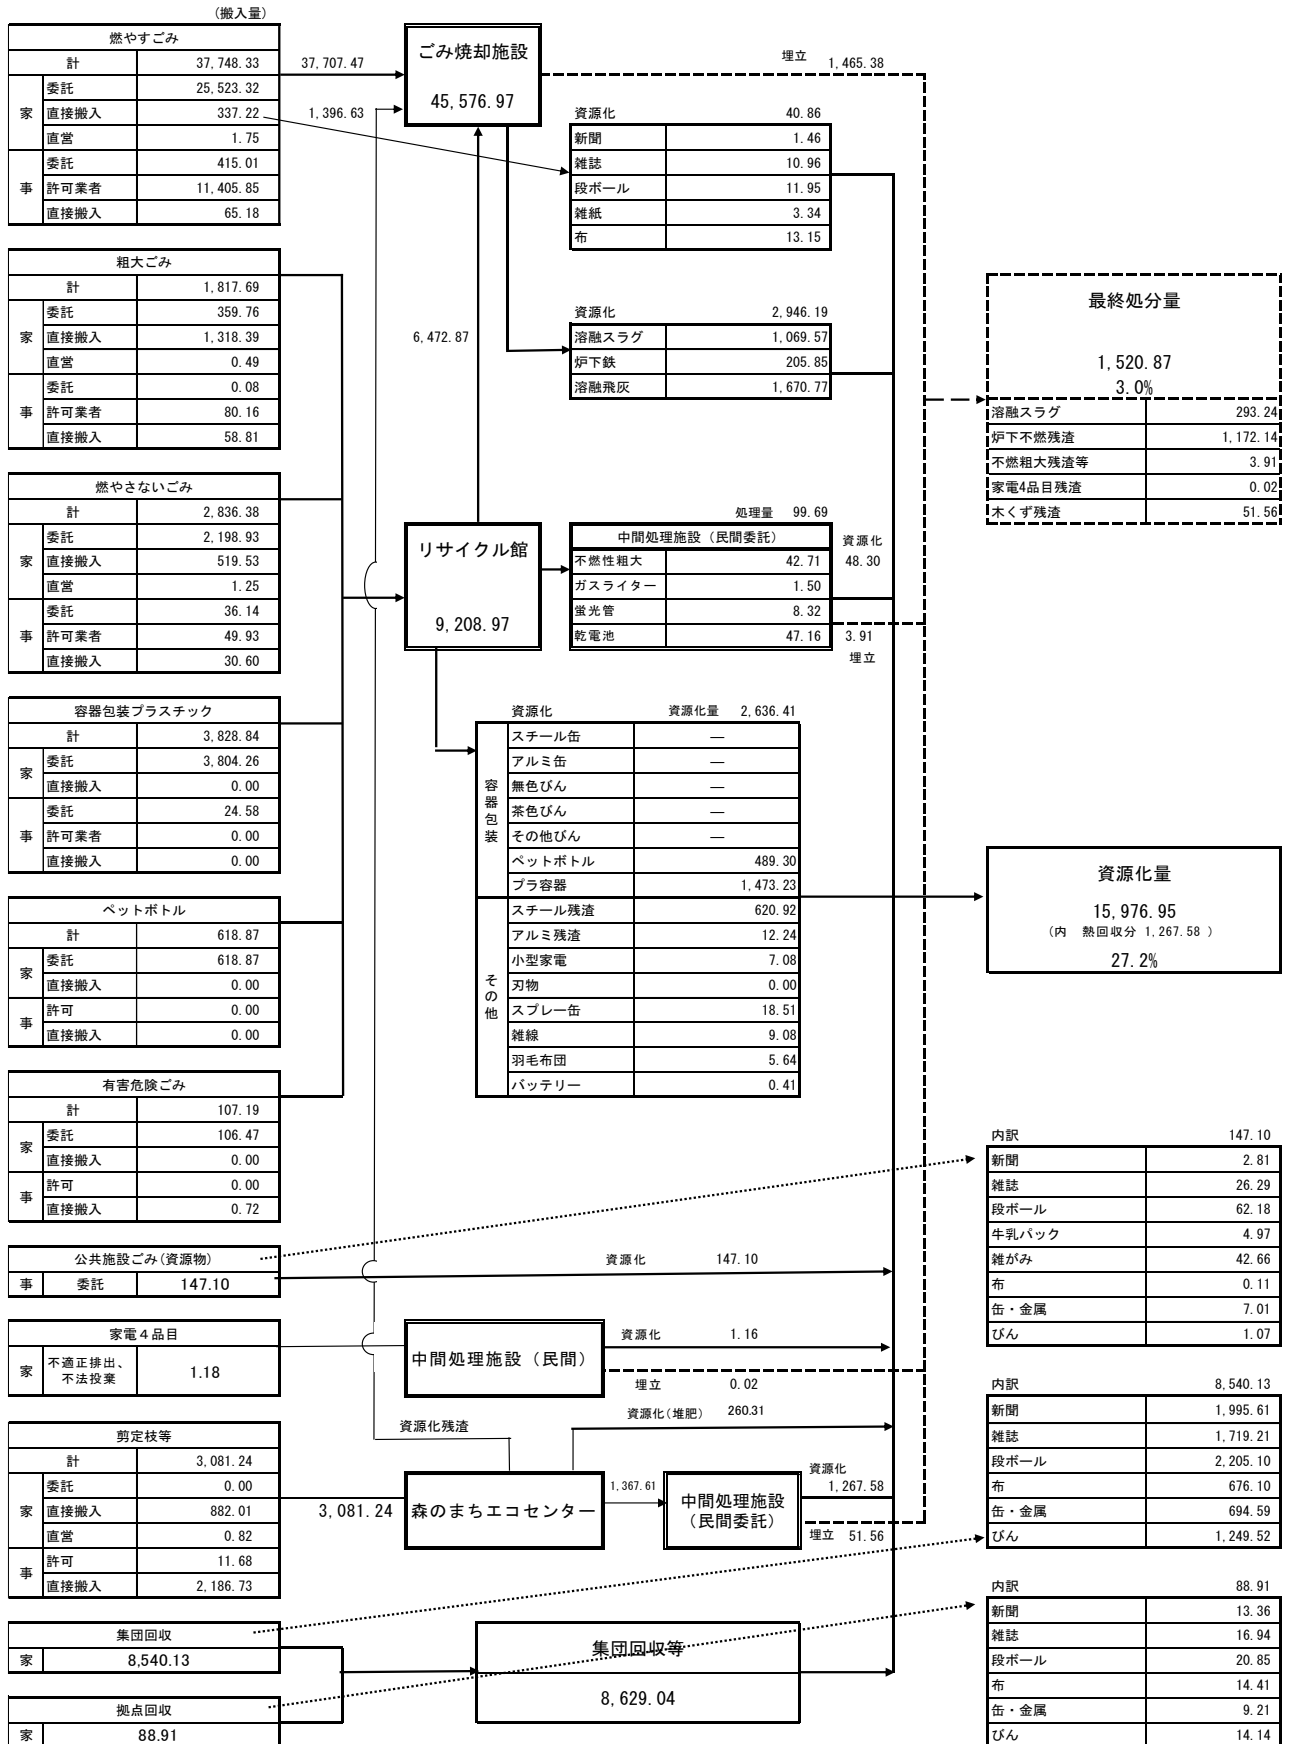 (搬入量)
燃やすごみ
計 37,748.33
家 委託 25,523.32
直接搬入 337.22
直営 1.75
事 委託 415.01
許可業者 11,405.85
直接搬入 65.18
粗大ごみ
計 1,817.69
家 委託 359.76
直接搬入 1,318.39
直営 0.49
事 委託 0.08
許可業者 80.16
直接搬入 58.81
燃やさないごみ
計 2,836.38
家 委託 2,198.93
直接搬入 519.53
直営 1.25
事 委託 36.14
許可業者 49.93
直接搬入 30.60
容器包装プラスチック
計 3,828.84
家 委託 3,804.26
直接搬入 0.00
事 委託 24.58
許可業者 0.00
直接搬入 0.00
ペットボトル
計 618.87
家 委託 618.87
直接搬入 0.00
事 許可 0.00
直接搬入 0.00
有害危険ごみ
計 107.19
家 委託 106.47
直接搬入 0.00
事 許可 0.00
直接搬入 0.72
公共施設ごみ(資源物)
事 委託 147.10
家電４品目
家 不適正排出、
不法投棄 1.18
剪定枝等
計 3,081.24
家 委託 0.00
直接搬入 882.01
直営 0.82
事 許可 11.68
直接搬入 2,186.73
集団回収
家 8,540.13
拠点回収
家 88.91
37,707.47
1,396.63
ごみ焼却施設
45,576.97
埋立 1,465.38
資源化 40.86
新聞 1.46
雑誌 10.96
段ボール 11.95
雑紙 3.34
布 13.15
6,472.87
資源化 2,946.19
溶融スラグ 1,069.57
炉下鉄 205.85
溶融飛灰 1,670.77
リサイクル館
9,208.97
処理量 99.69
中間処理施設（民間委託）
不燃性粗大 42.71
ガスライター 1.50
蛍光管 8.32
乾電池 47.16
資源化
48.30
3.91
埋立
資源化 資源化量 2,636.41
容器包装
スチール缶 ―
アルミ缶 ―
無色びん ―
茶色びん ―
その他びん ―
ペットボトル 489.30
プラ容器 1,473.23
その他
スチール残渣 620.92
アルミ残渣 12.24
小型家電 7.08
刃物 0.00
スプレー缶 18.51
雑線 9.08
羽毛布団 5.64
バッテリー 0.41
資源化 147.10
中間処理施設（民間）
資源化 1.16
埋立 0.02
資源化残渣
資源化(堆肥) 260.31
3,081.24
森のまちエコセンター
1,367.61
中間処理施設
（民間委託）
資源化
1,267.58
埋立 51.56
集団回収等
8,629.04
最終処分量
1,520.87
3.0%
溶融スラグ 293.24
炉下不燃残渣 1,172.14
不燃粗大残渣等 3.91
家電4品目残渣 0.02
木くず残渣 51.56
資源化量
15,976.95
(内 熱回収分 1,267.58 )
27.2%
内訳 147.10
新聞 2.81
雑誌 26.29
段ボール 62.18
牛乳パック 4.97
雑がみ 42.66
布 0.11
缶・金属 7.01
びん 1.07
内訳 8,540.13
新聞 1,995.61
雑誌 1,719.21
段ボール 2,205.10
布 676.10
缶・金属 694.59
びん 1,249.52
内訳 88.91
新聞 13.36
雑誌 16.94
段ボール 20.85
布 14.41
缶・金属 9.21
びん 14.14